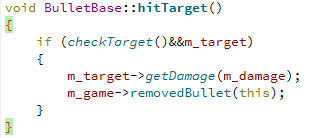 void BulletBase::hitTarget()
{
    if (checkTarget()&&m_target)
    {
        m_target->getDamage(m_damage);
        m_game->removedBullet(this);
    }
}